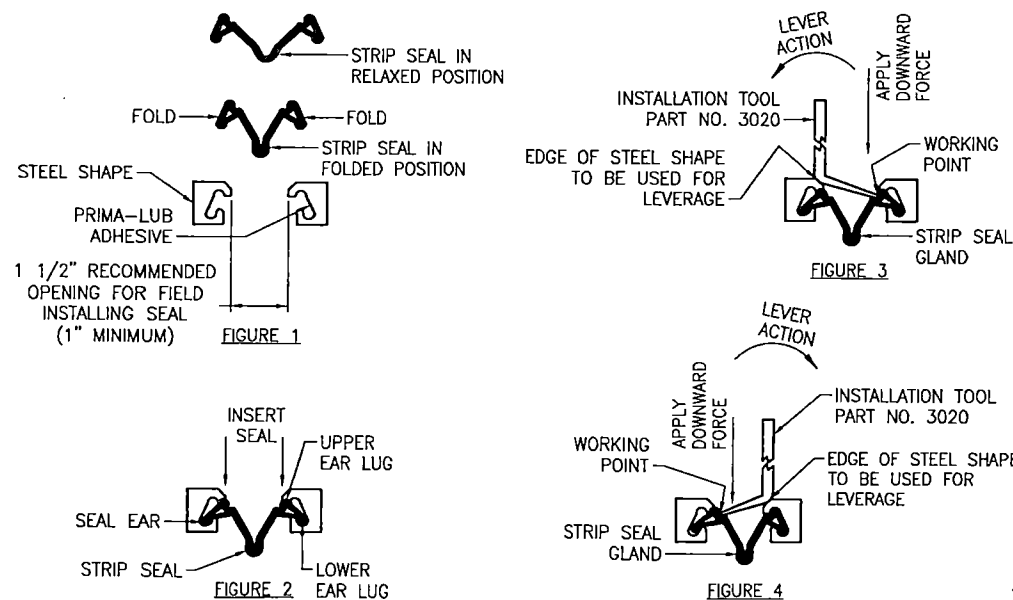 STRIP SEAL IN
RELAXED POSITION
FOLD
FOLD
STRIP SEAL IN
FOLDED POSITION
STEEL SHAPE
PRIMA-LUB
ADHESIVE
1 1/2" RECOMMENDED
OPENING FOR FIELD
INSTALLING SEAL
(1" MINIMUM)
FIGURE 1
INSERT
SEAL
UPPER
EAR LUG
SEAL EAR
STRIP SEAL
LOWER
EAR LUG
FIGURE 2
LEVER
ACTION
APPLY
DOWNWARD
FORCE
INSTALLATION TOOL
PART NO. 3020
WORKING
POINT
EDGE OF STEEL SHAPE
TO BE USED FOR
LEVERAGE
STRIP SEAL
GLAND
FIGURE 3
LEVER
ACTION
APPLY
DOWNWARD
FORCE
INSTALLATION TOOL
PART NO. 3020
WORKING
POINT
EDGE OF STEEL SHAPE
TO BE USED FOR
LEVERAGE
STRIP SEAL
GLAND
FIGURE 4